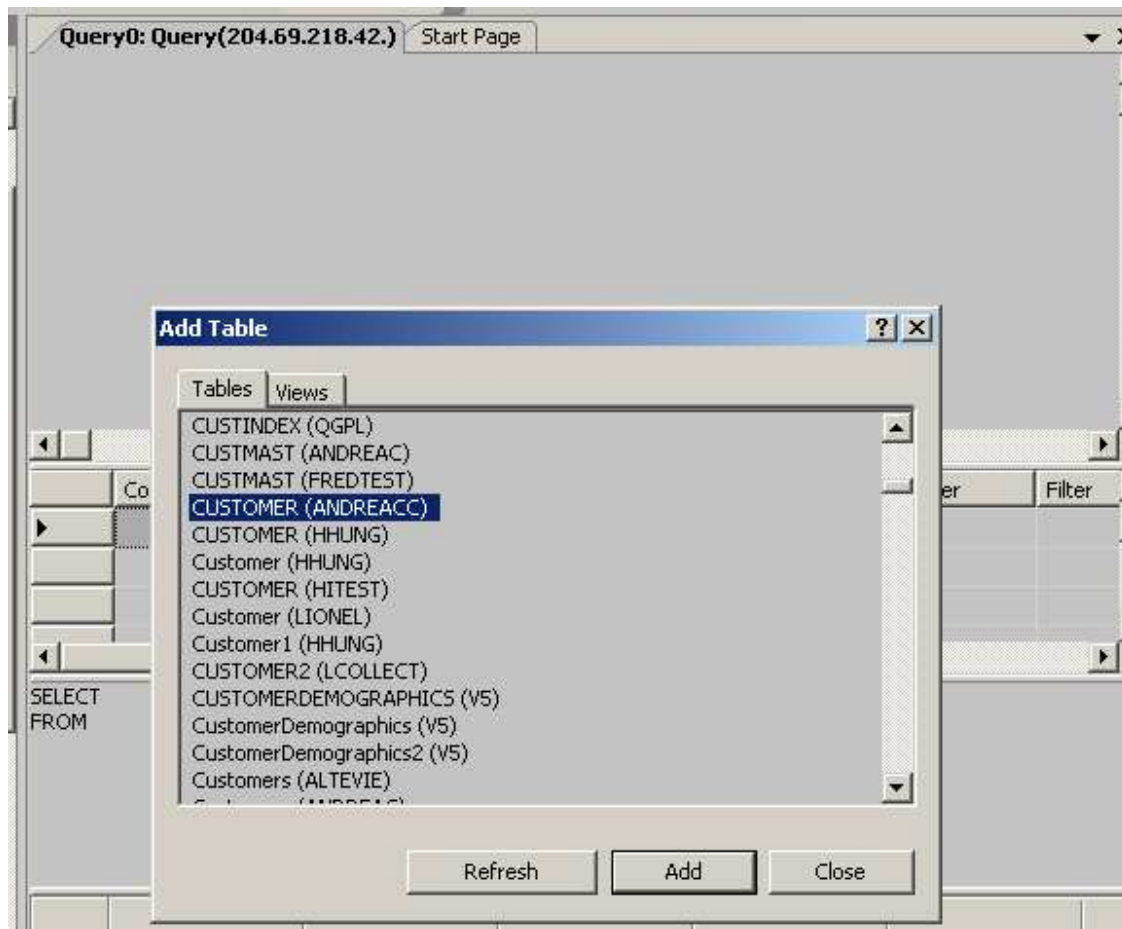 Query0: Query(204.69.218.42.) Start Page
Add Table
Tables Views
CUSTINDEX (QGPL)
CUSTMAST (ANDREAC)
CUSTMAST (FREDTEST)
CUSTOMER (ANDREACC)
CUSTOMER (HHUNG)
Customer (HHUNG)
CUSTOMER (HITEST)
Customer (LIONEL)
Customer1 (HHUNG)
CUSTOMER2 (LCOLLECT)
CUSTOMERDEMOGRAPHICS (V5)
CustomerDemographics (V5)
CustomerDemographics2 (V5)
Customers (ALTEVIE)
Co er Filter
SELECT
FROM
Refresh Add Close